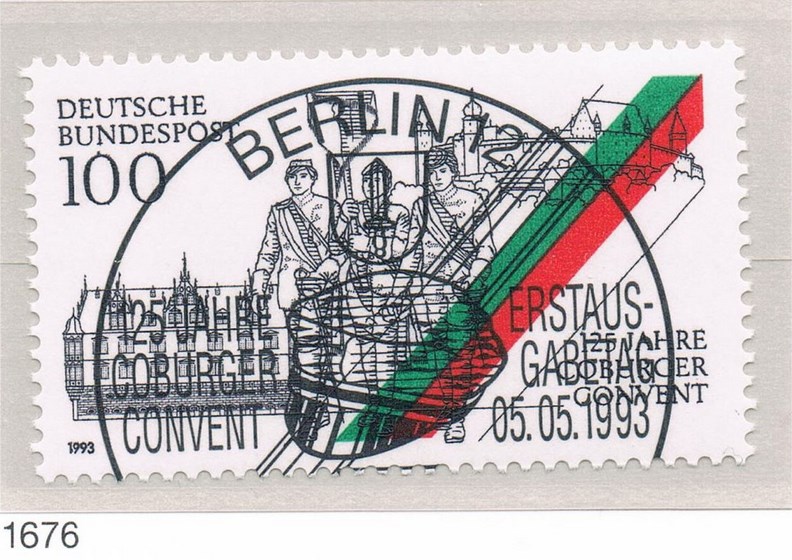 DEUTSCHE
BUNDESPOST
100
BERLIN 12
125 JAHRE
COBURGER
CONVENT
ERSTAUS-
GABETAG
05.05.1993
125 JAHRE
COBURGER
CONVENT
1993
1676